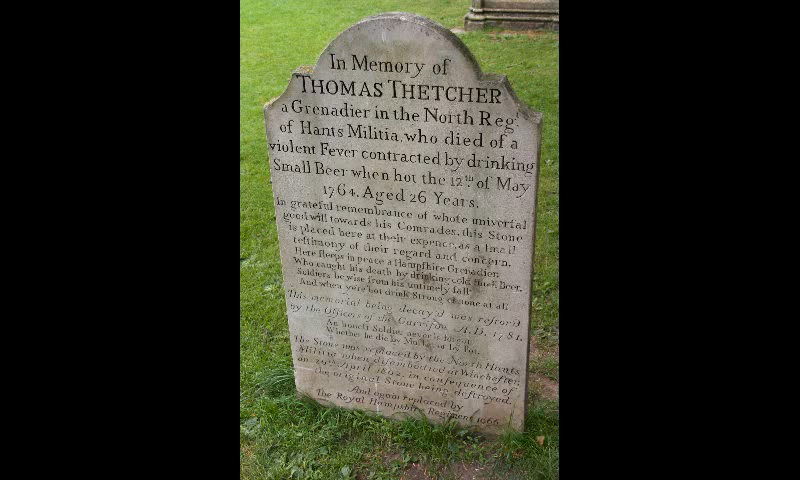 In Memory of
THOMAS THETCHER
a Grenadier in the North Regt.
of Hants Militia, who died of a
violent Fever contracted by drinking
Small Beer when hot the 12th. of May
1764. Aged 26 Years.
In grateful remembrance of whoſe univerſal
good will towards his Comrades, this Stone
is placed here at their expence, as a ſmall
teſtimony of their regard and concern.
Here ſleeps in peace a Hampſhire Grenadier,
Who caught his death by drinking cold ſmall Beer,
Soldiers be wise from his untimely fall
And when ye're hot drink Strong or none at all.
This memorial being decay'd was reſtor'd
by the Officers of the Garriſon A.D. 1781.
An honeſt Soldier never is forgot
Whether he die by Muſket or by Pot.
The Stone was replaced by the North Hants
Militia when diſembodied at Wincheſter,
on 26th April 1802, in conſequence of
the original Stone being deſtroyed.
And again replaced by
The Royal Hampſhire Regiment 1966.